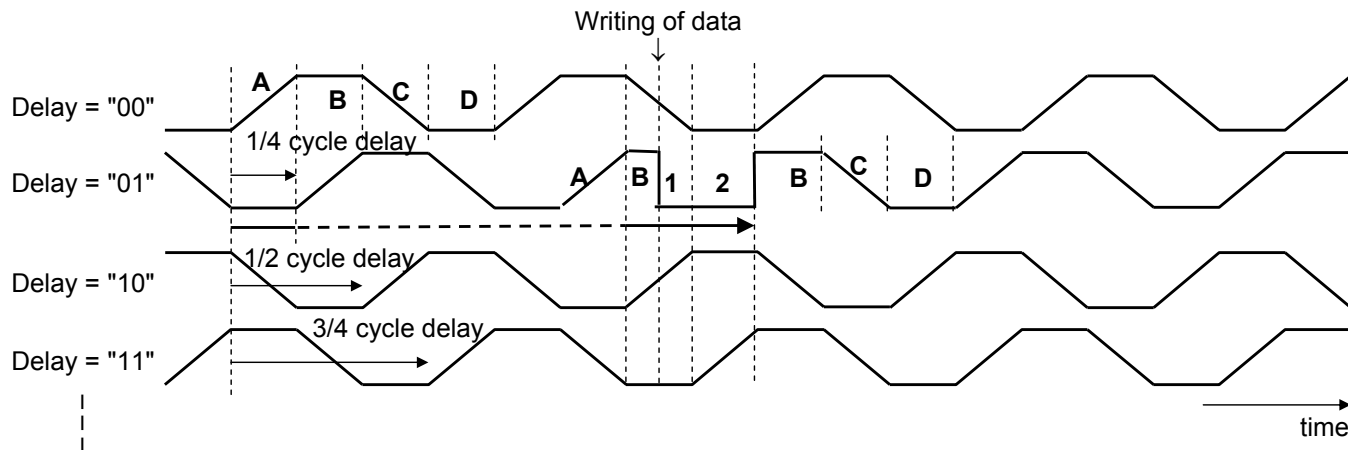 Writing of data
Delay = "00"
A
B
C
D
1/4 cycle delay
Delay = "01"
A
B
1
2
B
C
D
Delay = "10"
1/2 cycle delay
Delay = "11"
3/4 cycle delay
time